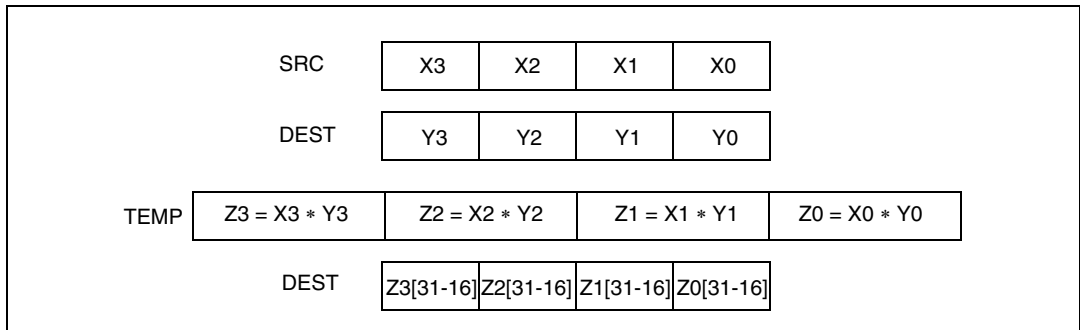 SRC X3 X2 X1 X0
DEST Y3 Y2 Y1 Y0
TEMP Z3 = X3 ∗ Y3 Z2 = X2 ∗ Y2 Z1 = X1 ∗ Y1 Z0 = X0 ∗ Y0
DEST Z3[31-16] Z2[31-16] Z1[31-16] Z0[31-16]